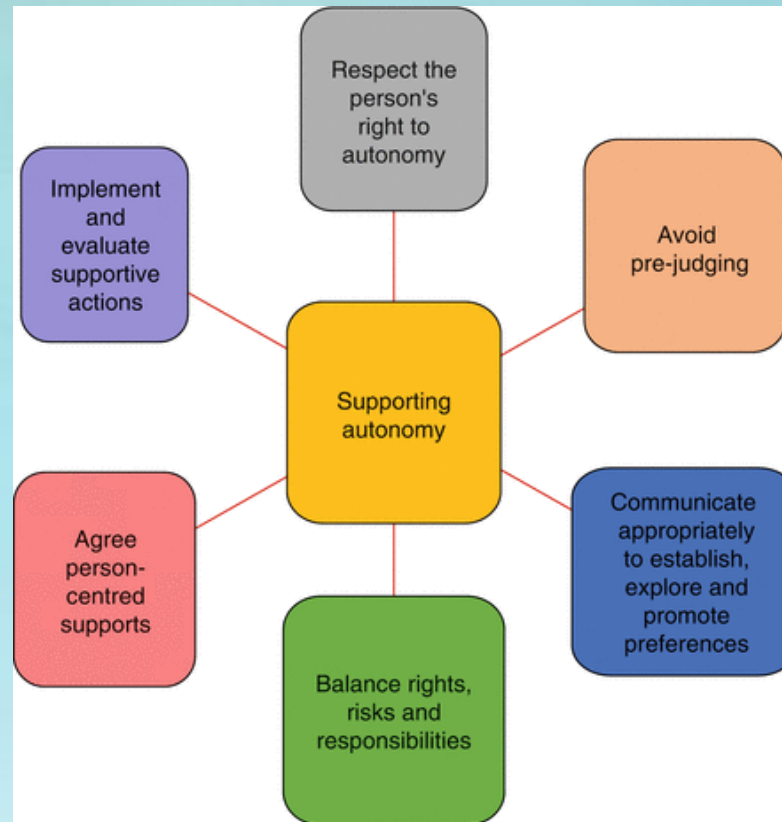 Respect the
person's
right to
autonomy
Avoid
pre-judging
Communicate
appropriately
to establish,
explore and
promote
preferences
Balance rights,
risks and
responsibilities
Agree
person-
centred
supports
Implement
and
evaluate
supportive
actions
Supporting
autonomy